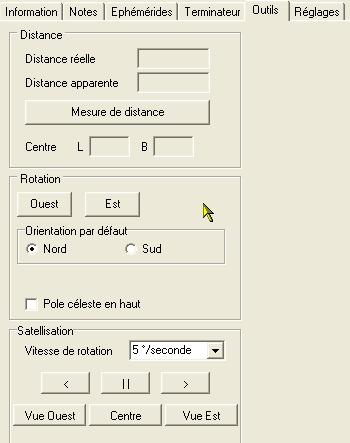 Information Notes Ephémérides Terminateur Outils Réglages
Distance
Distance réelle
Distance apparente
Mesure de distance
Centre L B
Rotation
Ouest Est
Orientation par défaut
Nord Sud
Pole céleste en haut
Satellisation
Vitesse de rotation 5 °/seconde
< || >
Vue Ouest Centre Vue Est